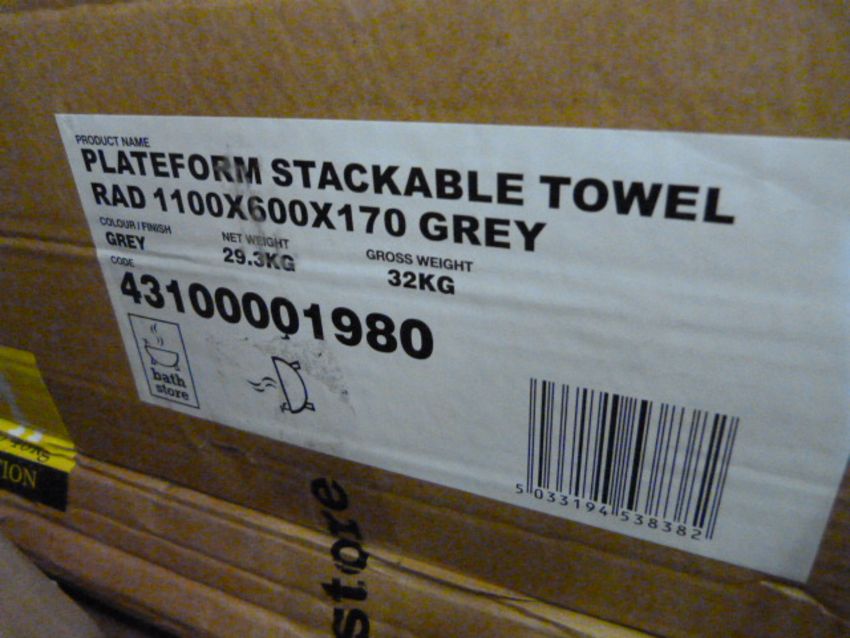 PRODUCT NAME
PLATEFORM STACKABLE TOWEL
RAD 1100X600X170 GREY
COLOUR / FINISH
GREY
NET WEIGHT
29.3KG
GROSS WEIGHT
32KG
CODE
43100001980
bath
store
5 033194 538382
TION
store